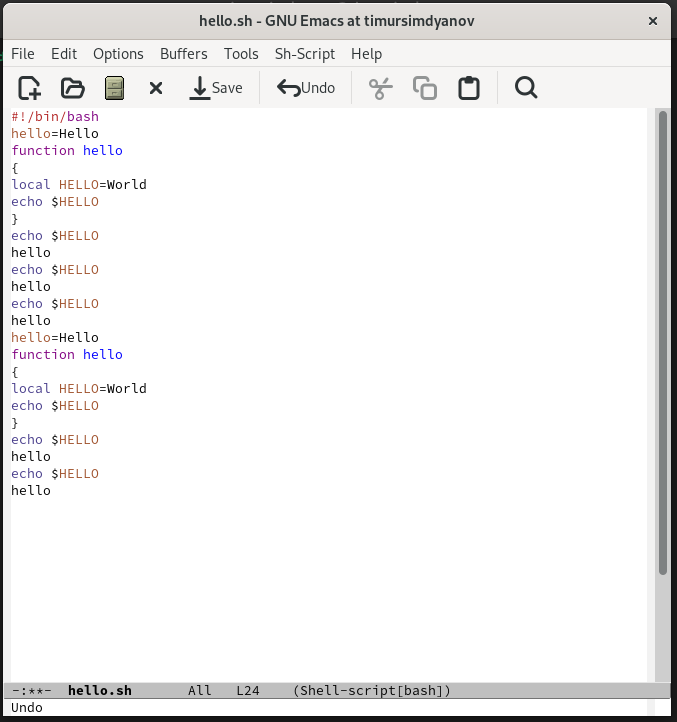 hello.sh - GNU Emacs at timursimdyanov
File Edit Options Buffers Tools Sh-Script Help
Save Undo
#!/bin/bash
hello=Hello
function hello
{
local HELLO=World
echo $HELLO
}
echo $HELLO
hello
echo $HELLO
hello
echo $HELLO
hello
hello=Hello
function hello
{
local HELLO=World
echo $HELLO
}
echo $HELLO
hello
echo $HELLO
hello
-:**- hello.sh All L24 (Shell-script[bash])
Undo